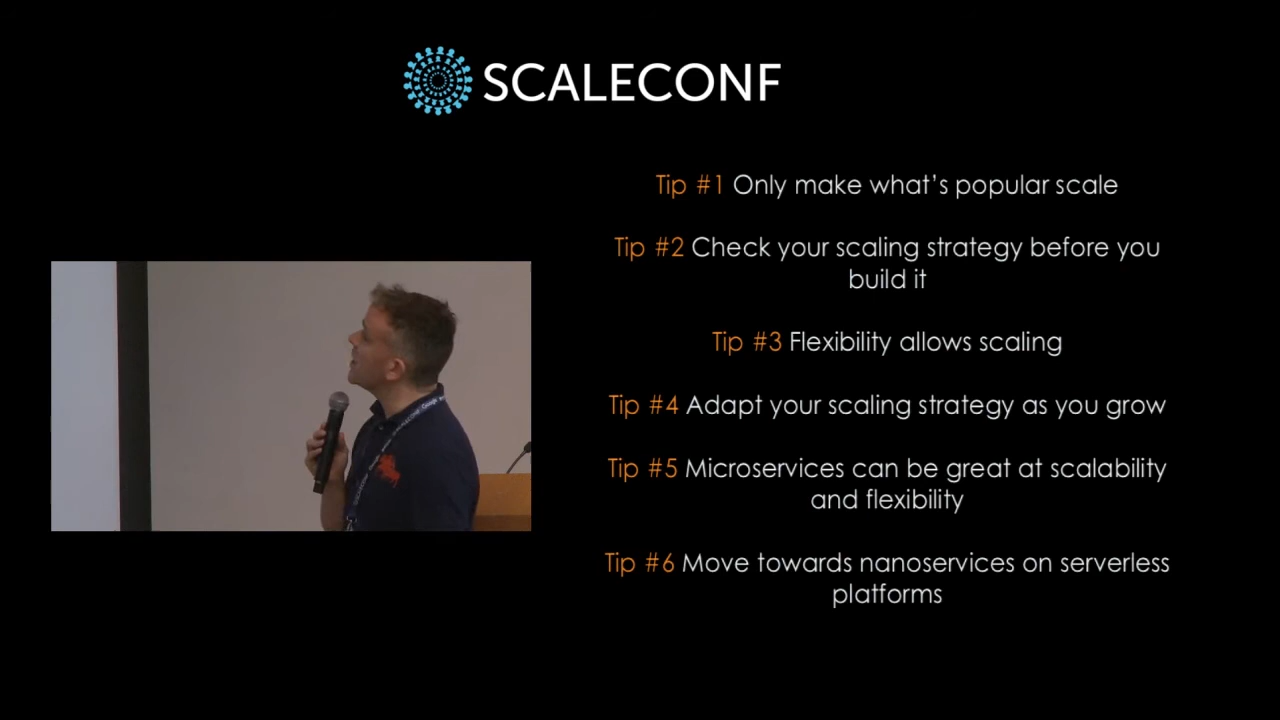 SCALECONF
Tip #1 Only make what’s popular scale
Tip #2 Check your scaling strategy before you
build it
Tip #3 Flexibility allows scaling
Tip #4 Adapt your scaling strategy as you grow
Tip #5 Microservices can be great at scalability
and flexibility
Tip #6 Move towards nanoservices on serverless
platforms